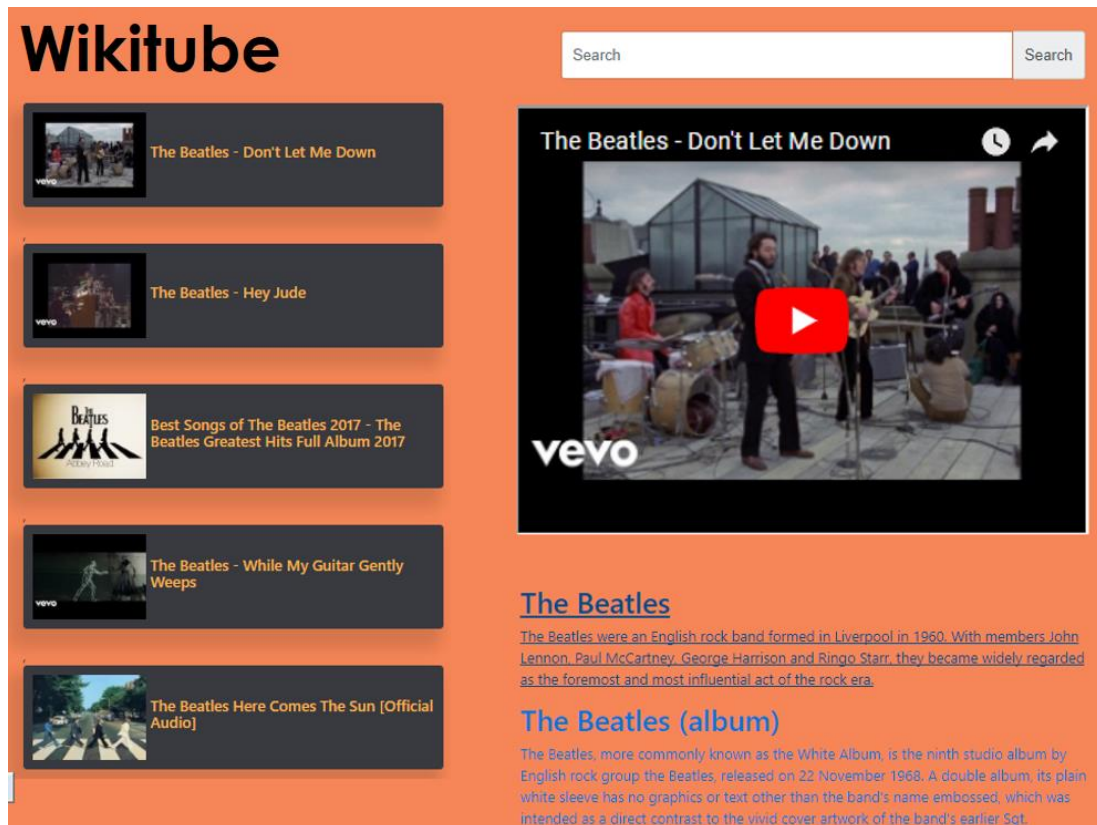 Wikitube
Search
Search
The Beatles - Don't Let Me Down
vevo
,
The Beatles - Hey Jude
vevo
,
THE
BEATLES
Abbey Road
Best Songs of The Beatles 2017 - The
Beatles Greatest Hits Full Album 2017
,
The Beatles - While My Guitar Gently
Weeps
vevo
,
The Beatles Here Comes The Sun [Official
Audio]
The Beatles - Don't Let Me Down
vevo
The Beatles
The Beatles were an English rock band formed in Liverpool in 1960. With members John
Lennon, Paul McCartney, George Harrison and Ringo Starr, they became widely regarded
as the foremost and most influential act of the rock era.
The Beatles (album)
The Beatles, more commonly known as the White Album, is the ninth studio album by
English rock group the Beatles, released on 22 November 1968. A double album, its plain
white sleeve has no graphics or text other than the band's name embossed, which was
intended as a direct contrast to the vivid cover artwork of the band's earlier Sgt.